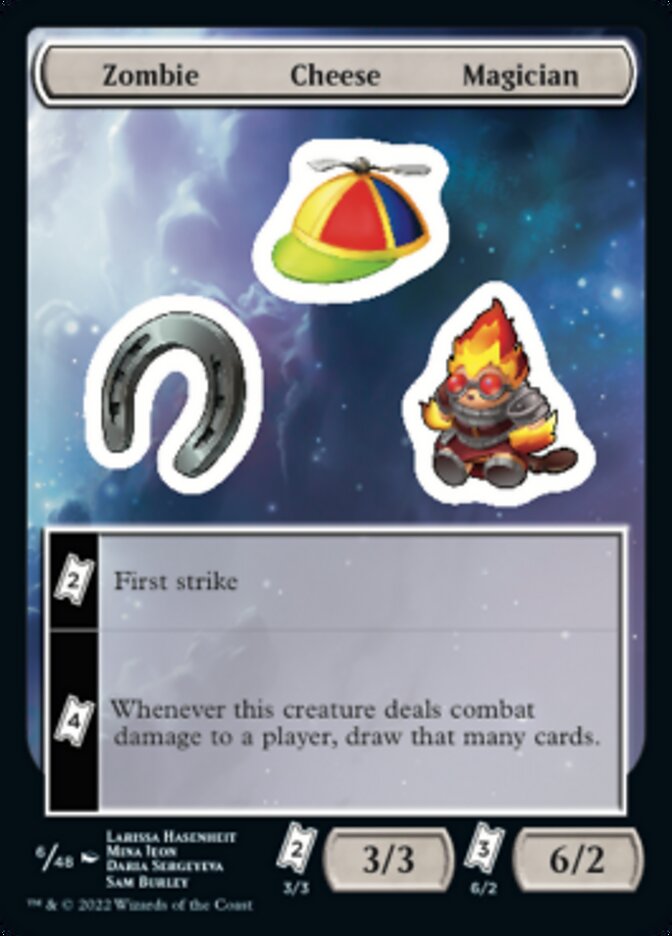 Zombie Cheese Magician
2 First strike
4 Whenever this creature deals combat
damage to a player, draw that many cards.
6/48
Larissa Hasenheit
Mina Jeon
Daria Sergeyeva
Sam Burley
2 3/3
3/3
3 6/2
6/2
™ & © 2022 Wizards of the Coast